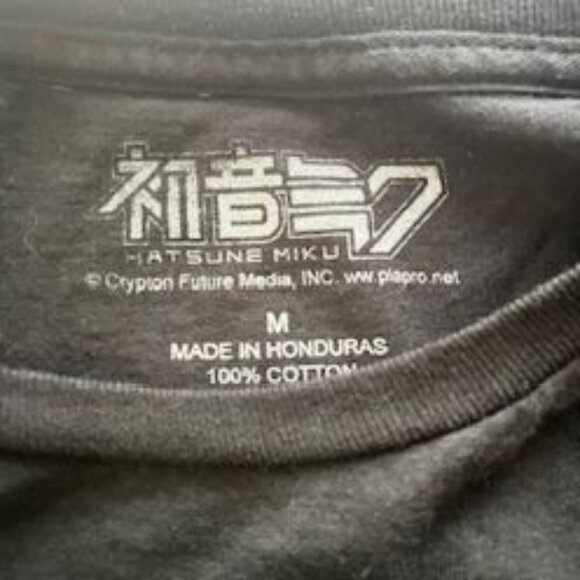 初音ミク
HATSUNE MIKU
© Crypton Future Media, INC. www.piapro.net
M
MADE IN HONDURAS
100% COTTON